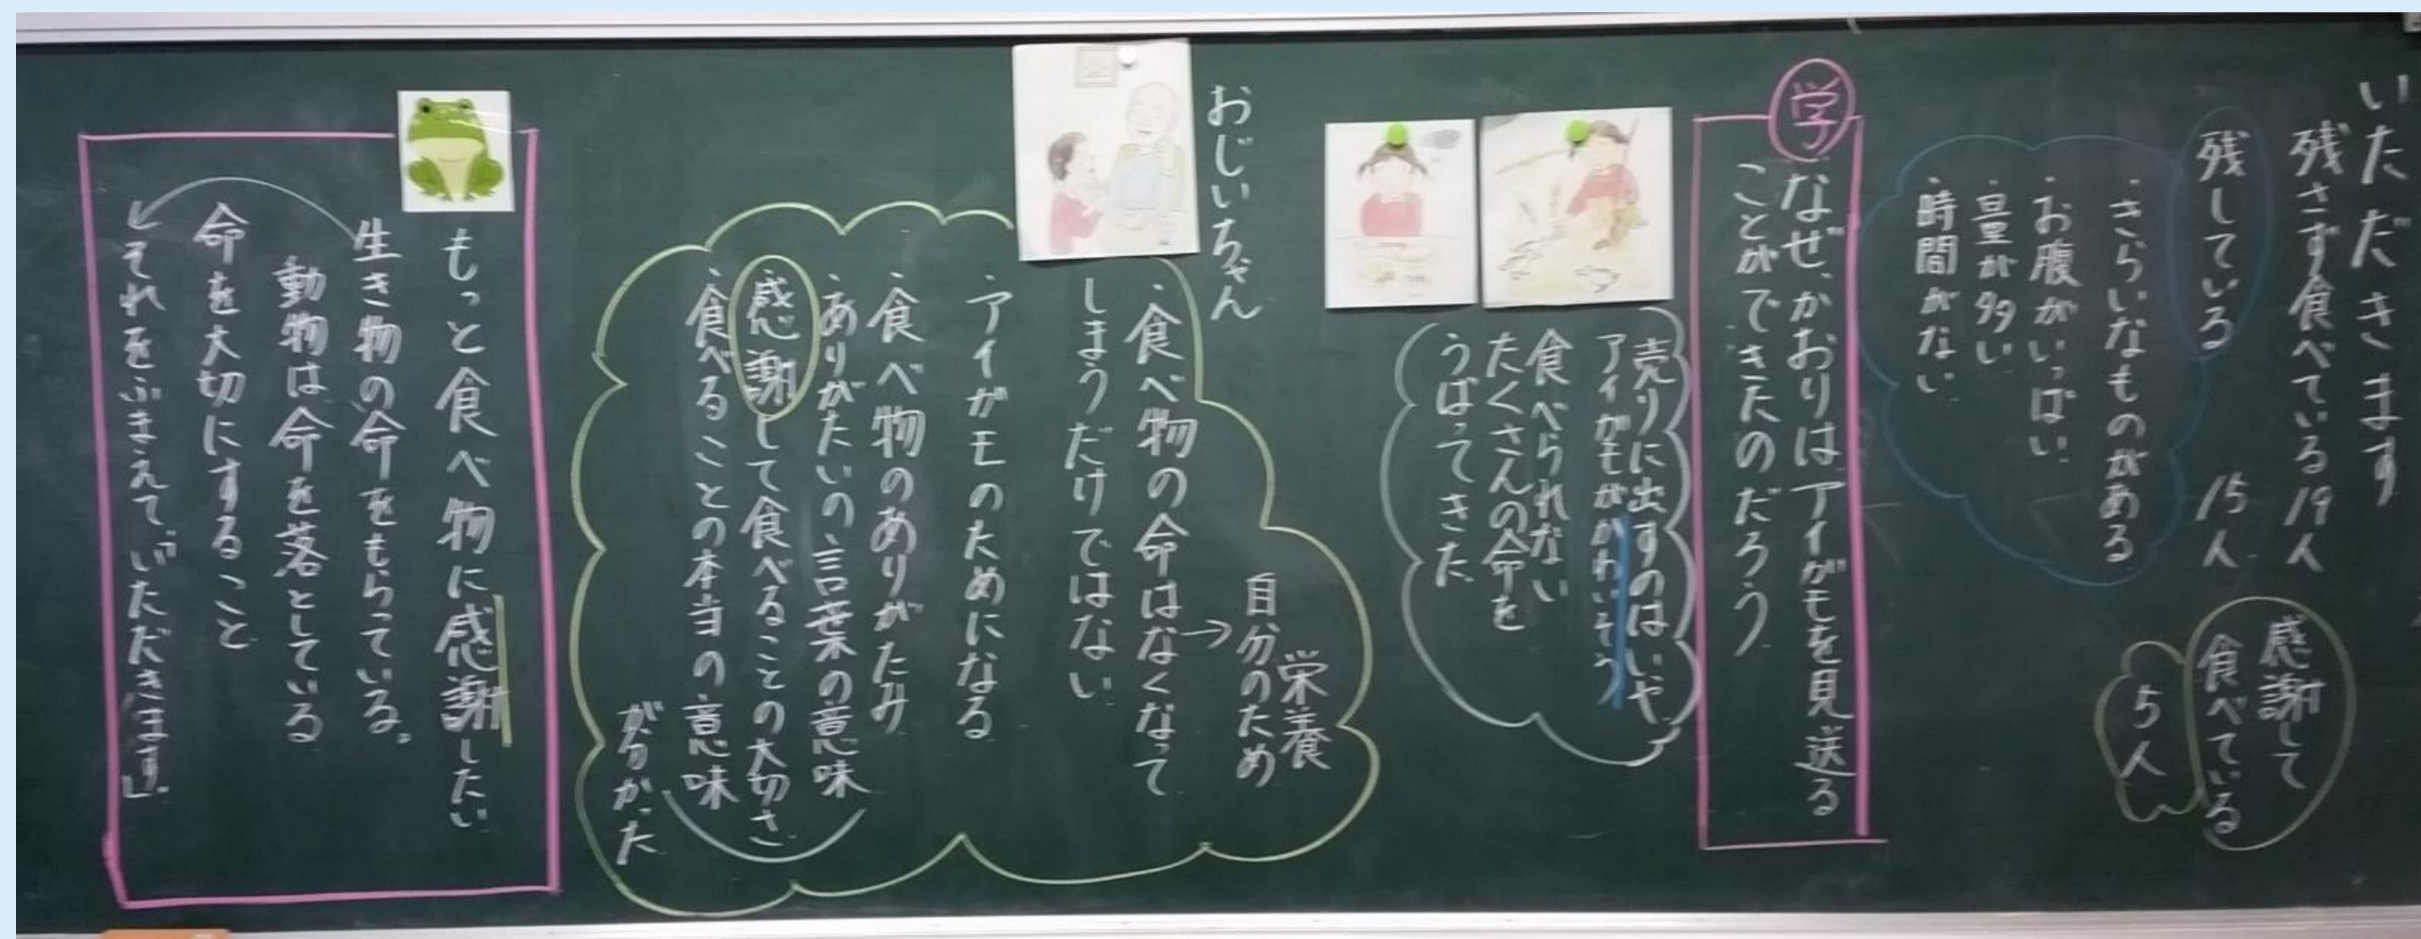 いただきます
残さず食べている19人
残している 15人
感謝して
食べている
5人
・きらいなものがある
・お腹がいっぱい
・量が多い
・時間がない
学
なぜ、かおりはアイガモを見送る
ことができたのだろう
売りに出すのはいや
アイガモがかわいそう
食べられない
たくさんの命を
うばってきた
おじいちゃん
栄養
→自分のため
・食べ物の命はなくなって
しまうだけではない
・アイガモのためになる
・食べ物のありがたみ
・ありがたいの言葉の意味
・感謝して食べることの大切さ
・食べることの本当の意味
がわかった
もっと食べ物に感謝したい
生き物の命をもらっている。
動物は命を落としている
命を大切にすること
それをふまえて「いただきます」